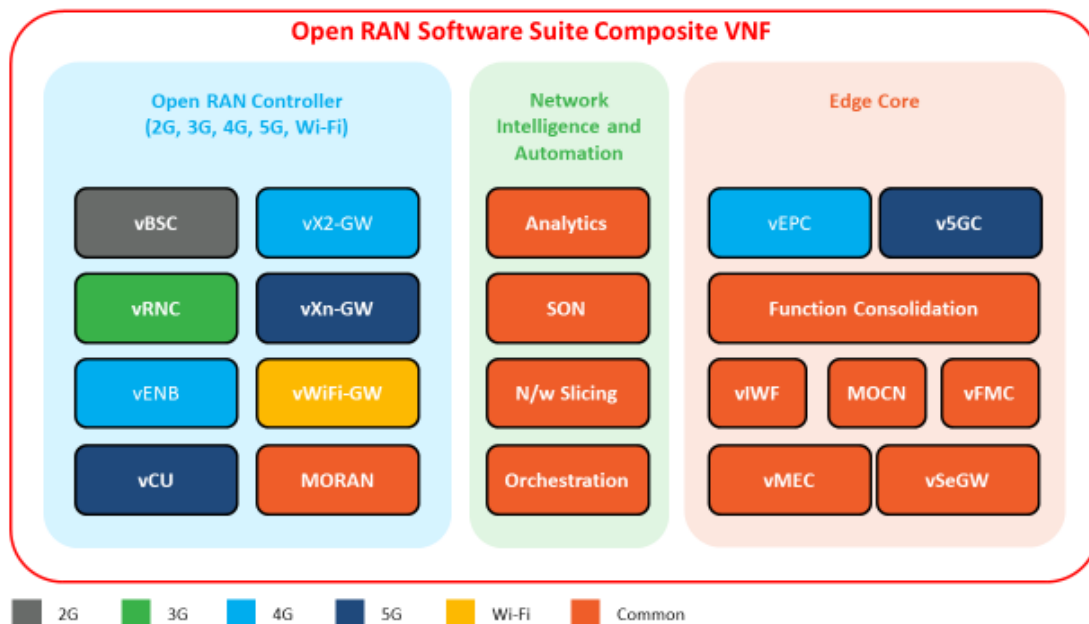 Open RAN Software Suite Composite VNF
Open RAN Controller
(2G, 3G, 4G, 5G, Wi-Fi)
vBSC
vX2-GW
vRNC
vXn-GW
vENB
vWiFi-GW
vCU
MORAN
Network
Intelligence and
Automation
Analytics
SON
N/w Slicing
Orchestration
Edge Core
vEPC
v5GC
Function Consolidation
vIWF
MOCN
vFMC
vMEC
vSeGW
2G
3G
4G
5G
Wi-Fi
Common